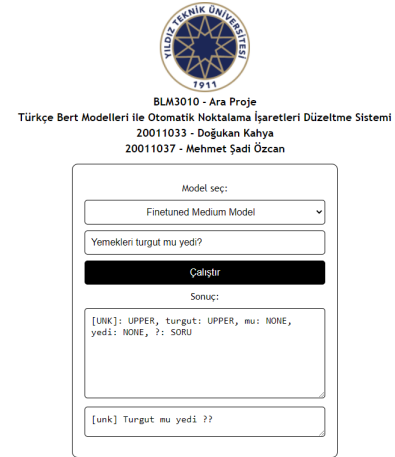 YILDIZ TEKNİK ÜNİVERSİTESİ
1911
BLM3010 - Ara Proje
Türkçe Bert Modelleri ile Otomatik Noktalama İşaretleri Düzeltme Sistemi
20011033 - Doğukan Kahya
20011037 - Mehmet Şadi Özcan
Model seç:
Finetuned Medium Model
Yemekleri turgut mu yedi?
Çalıştır
Sonuç:
[UNK]: UPPER, turgut: UPPER, mu: NONE,
yedi: NONE, ?: SORU
[unk] Turgut mu yedi ??